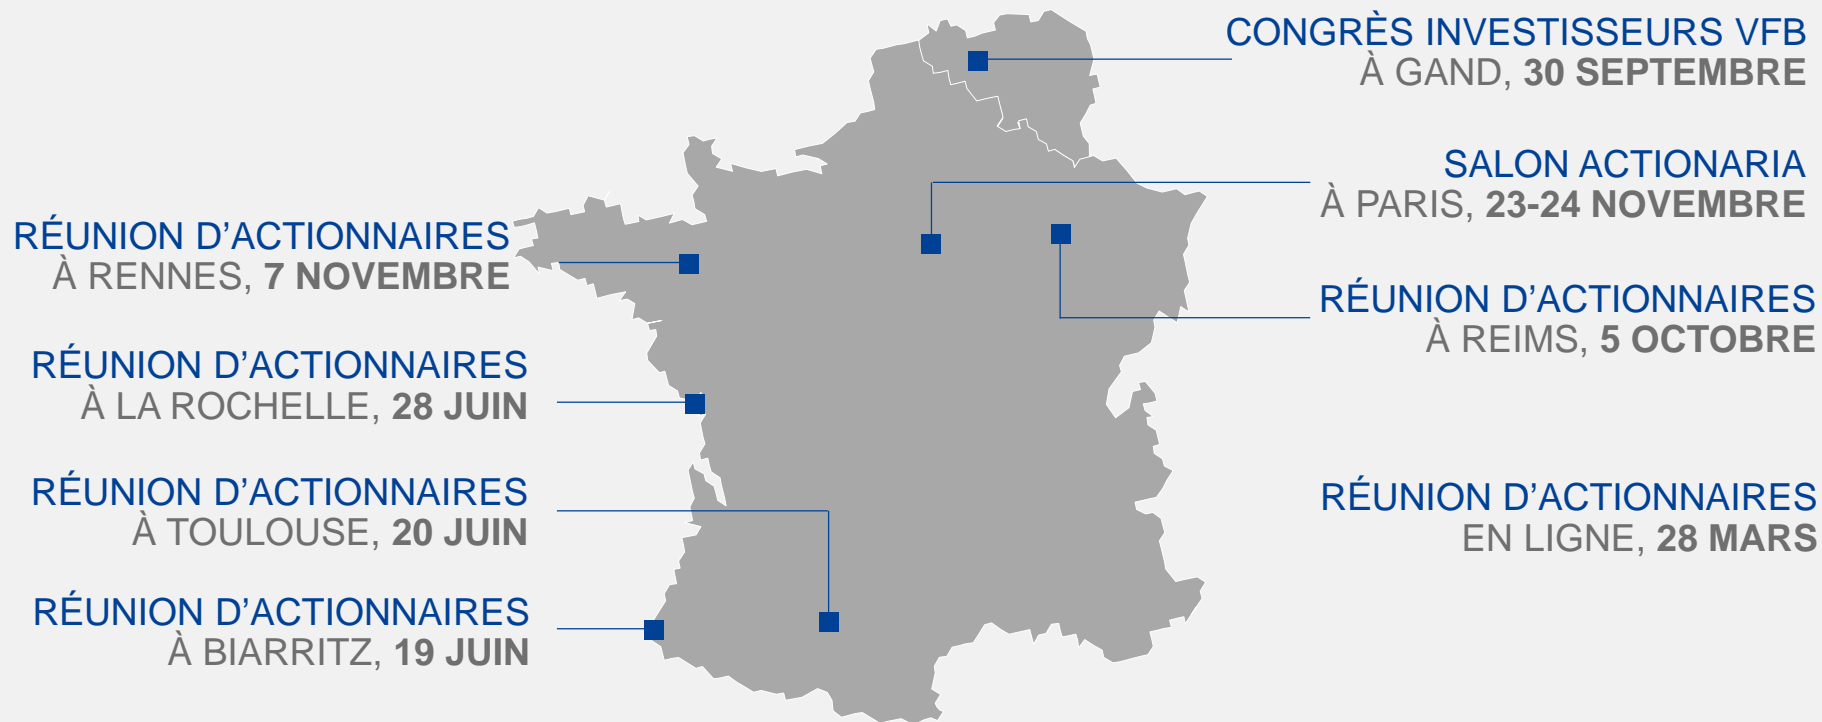 CONGRÈS INVESTISSEURS VFB
À GAND, 30 SEPTEMBRE
SALON ACTIONARIA
À PARIS, 23-24 NOVEMBRE
RÉUNION D’ACTIONNAIRES
À RENNES, 7 NOVEMBRE
RÉUNION D’ACTIONNAIRES
À REIMS, 5 OCTOBRE
RÉUNION D’ACTIONNAIRES
À LA ROCHELLE, 28 JUIN
RÉUNION D’ACTIONNAIRES
À TOULOUSE, 20 JUIN
RÉUNION D’ACTIONNAIRES
EN LIGNE, 28 MARS
RÉUNION D’ACTIONNAIRES
À BIARRITZ, 19 JUIN